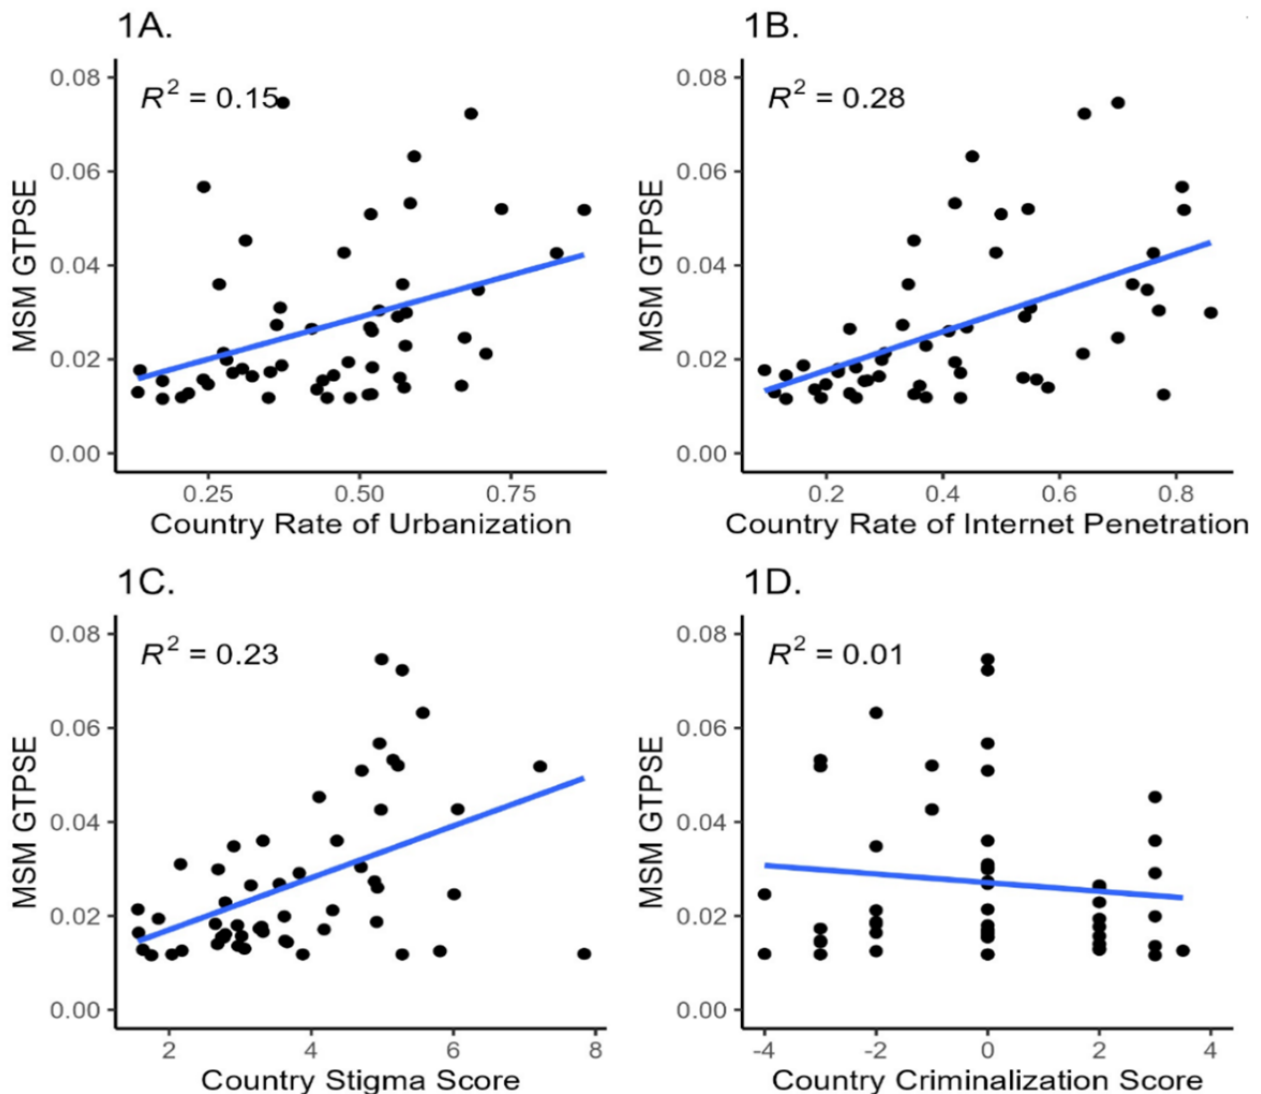 1A.
R² = 0.15
MSM GTPSE
0.08
0.06
0.04
0.02
0.00
0.25 0.50 0.75
Country Rate of Urbanization
1B.
R² = 0.28
MSM GTPSE
0.08
0.06
0.04
0.02
0.00
0.2 0.4 0.6 0.8
Country Rate of Internet Penetration
1C.
R² = 0.23
MSM GTPSE
0.08
0.06
0.04
0.02
0.00
2 4 6 8
Country Stigma Score
1D.
R² = 0.01
MSM GTPSE
0.08
0.06
0.04
0.02
0.00
-4 -2 0 2 4
Country Criminalization Score